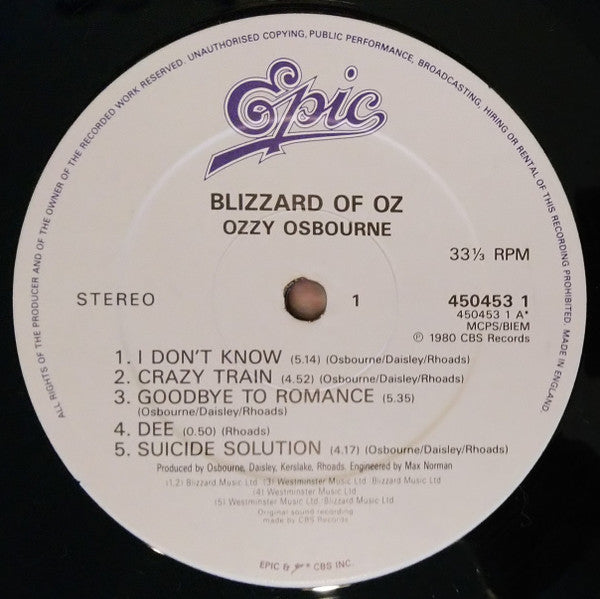 ALL RIGHTS OF THE PRODUCER AND OF THE OWNER OF THE RECORDED WORK RESERVED. UNAUTHORISED COPYING, PUBLIC PERFORMANCE, BROADCASTING, HIRING OR RENTAL OF THIS RECORDING PROHIBITED. MADE IN ENGLAND.
Epic
BLIZZARD OF OZ
OZZY OSBOURNE
33⅓ RPM
STEREO
1
450453 1
450453 1 A*
MCPS/BIEM
℗ 1980 CBS Records
1. I DON'T KNOW (5.14) (Osbourne/Daisley/Rhoads)
2. CRAZY TRAIN (4.52) (Osbourne/Daisley/Rhoads)
3. GOODBYE TO ROMANCE (5.35)
(Osbourne/Daisley/Rhoads)
4. DEE (0.50) (Rhoads)
5. SUICIDE SOLUTION (4.17) (Osbourne/Daisley/Rhoads)
Produced by Osbourne, Daisley, Kerslake, Rhoads. Engineered by Max Norman
(1,2) Blizzard Music Ltd. (3) Westminster Music Ltd./Blizzard Music Ltd
(4) Westminster Music Ltd
(5) Westminster Music Ltd./Blizzard Music Ltd.
Original sound recording
made by CBS Records
EPIC & CBS INC.